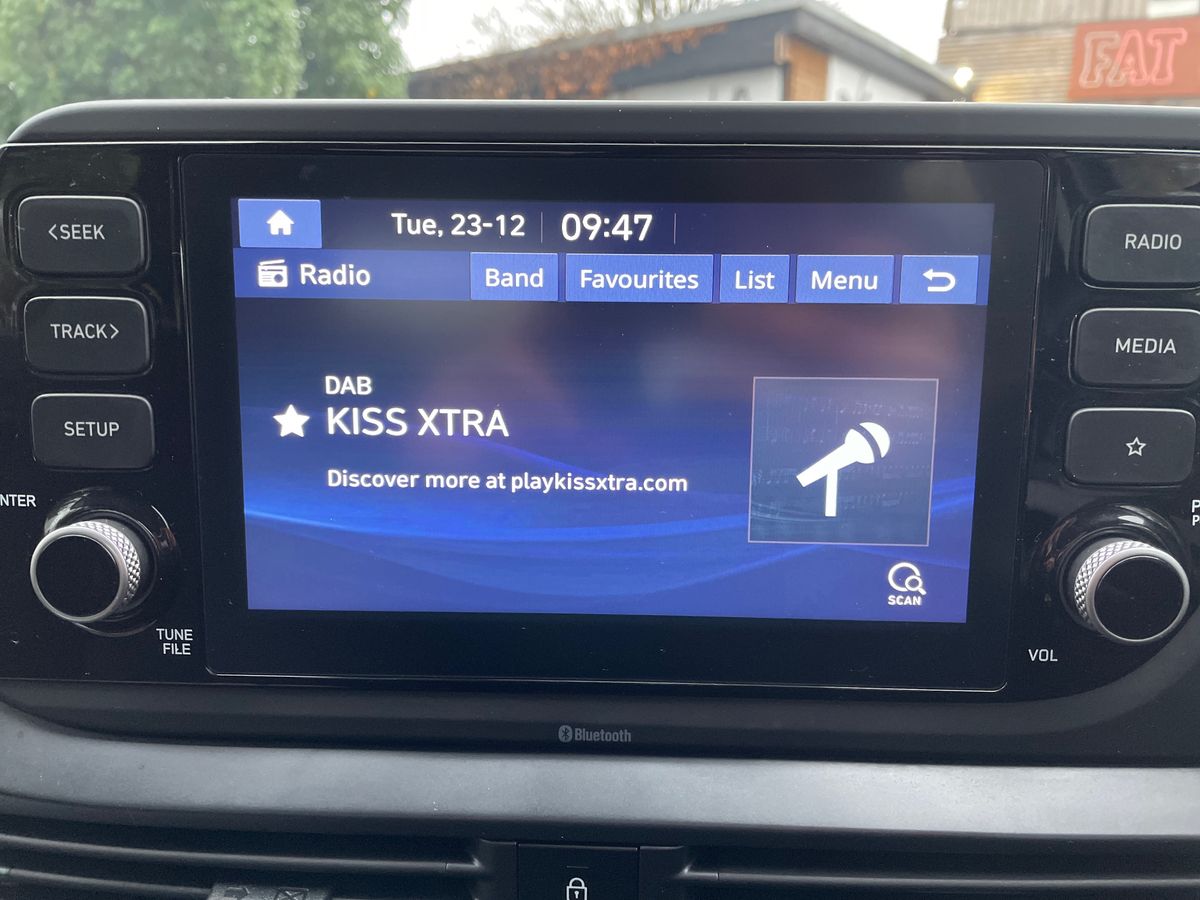 FAT
<SEEK
TRACK>
SETUP
NTER
TUNE
FILE
Tue, 23-12 09:47
Radio Band Favourites List Menu
DAB
KISS XTRA
Discover more at playkissxtra.com
SCAN
RADIO
MEDIA
VOL
Bluetooth